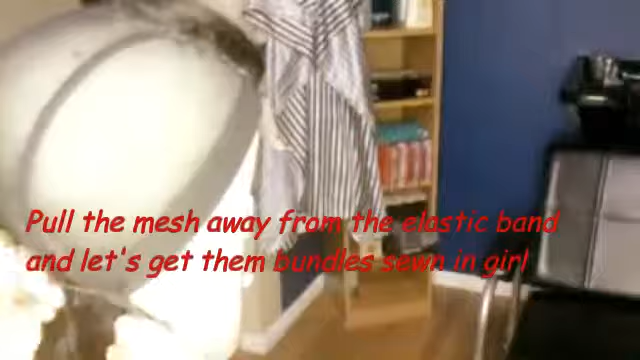 Pull the mesh away from the elastic band
and let's get them bundles sewn in girl